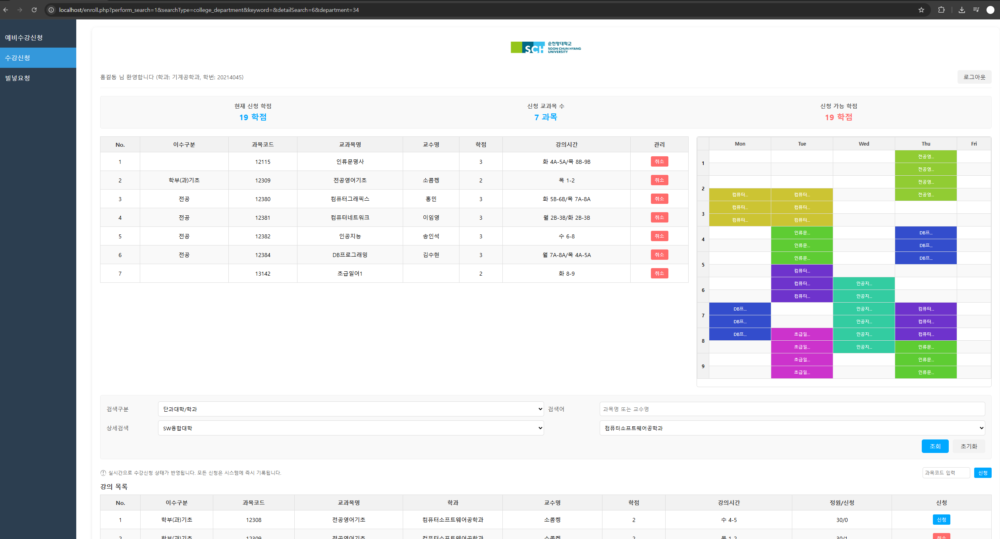 localhost/enroll.php?perform_search=1&searchType=college_department&keyword=&detailSearch=6&department=34
예비수강신청
수강신청
빌넣요청
SCH 순천향대학교
SOON CHUN HYANG
UNIVERSITY
홍길동 님 환영합니다 (학과: 기계공학과, 학번: 20214045)
로그아웃
현재 신청 학점 신청 교과목 수 신청 가능 학점
19 학점 7 과목 19 학점
No. 이수구분 과목코드 교과목명 교수명 학점 강의시간 관리
1 12115 인류문명사 3 화 4A-5A/목 8B-9B 취소
2 학부(과)기초 12309 전공영어기초 소콤켕 2 목 1-2 취소
3 전공 12380 컴퓨터그래픽스 홍민 3 화 5B-6B/목 7A-8A 취소
4 전공 12381 컴퓨터네트워크 이임영 3 월 2B-3B/화 2B-3B 취소
5 전공 12382 인공지능 송인석 3 수 6-8 취소
6 전공 12384 DB프로그래밍 김수현 3 월 7A-8A/목 4A-5A 취소
7 13142 초급일어1 2 화 8-9 취소
Mon Tue Wed Thu Fri
1 전공영...
전공영...
2 전공영...
컴퓨터... 컴퓨터... 전공영...
3 컴퓨터... 컴퓨터...
컴퓨터... 컴퓨터...
4 인류문... DB프...
인류문... DB프...
5 인류문... DB프...
컴퓨터...
6 컴퓨터... 인공지...
컴퓨터... 인공지...
7 DB프... 인공지... 컴퓨터...
DB프... 인공지... 컴퓨터...
8 DB프... 초급일... 인공지... 컴퓨터...
초급일... 인공지... 인류문...
9 초급일... 인류문...
초급일... 인류문...
검색구분 단과대학/학과 검색어 과목명 또는 교수명
상세검색 SW융합대학 컴퓨터소프트웨어공학과
조회 초기화
실시간으로 수강신청 상태가 반영됩니다. 모든 신청은 시스템에 즉시 기록됩니다. 과목코드 입력 신청
강의 목록
No. 이수구분 과목코드 교과목명 학과 교수명 학점 강의시간 정원/신청 신청
1 학부(과)기초 12308 전공영어기초 컴퓨터소프트웨어공학과 소콤켕 2 수 4-5 30/0 신청
2 학부(과)기초 12309 전공영어기초 컴퓨터소프트웨어공학과 소콤켕 2 목 1-2 30/1 취소